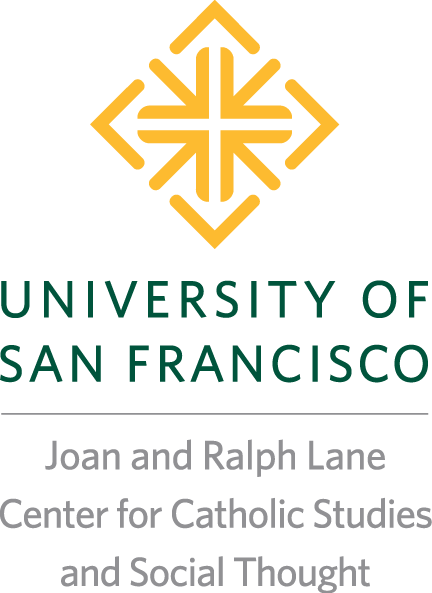 UNIVERSITY OF
SAN FRANCISCO
Joan and Ralph Lane
Center for Catholic Studies
and Social Thought